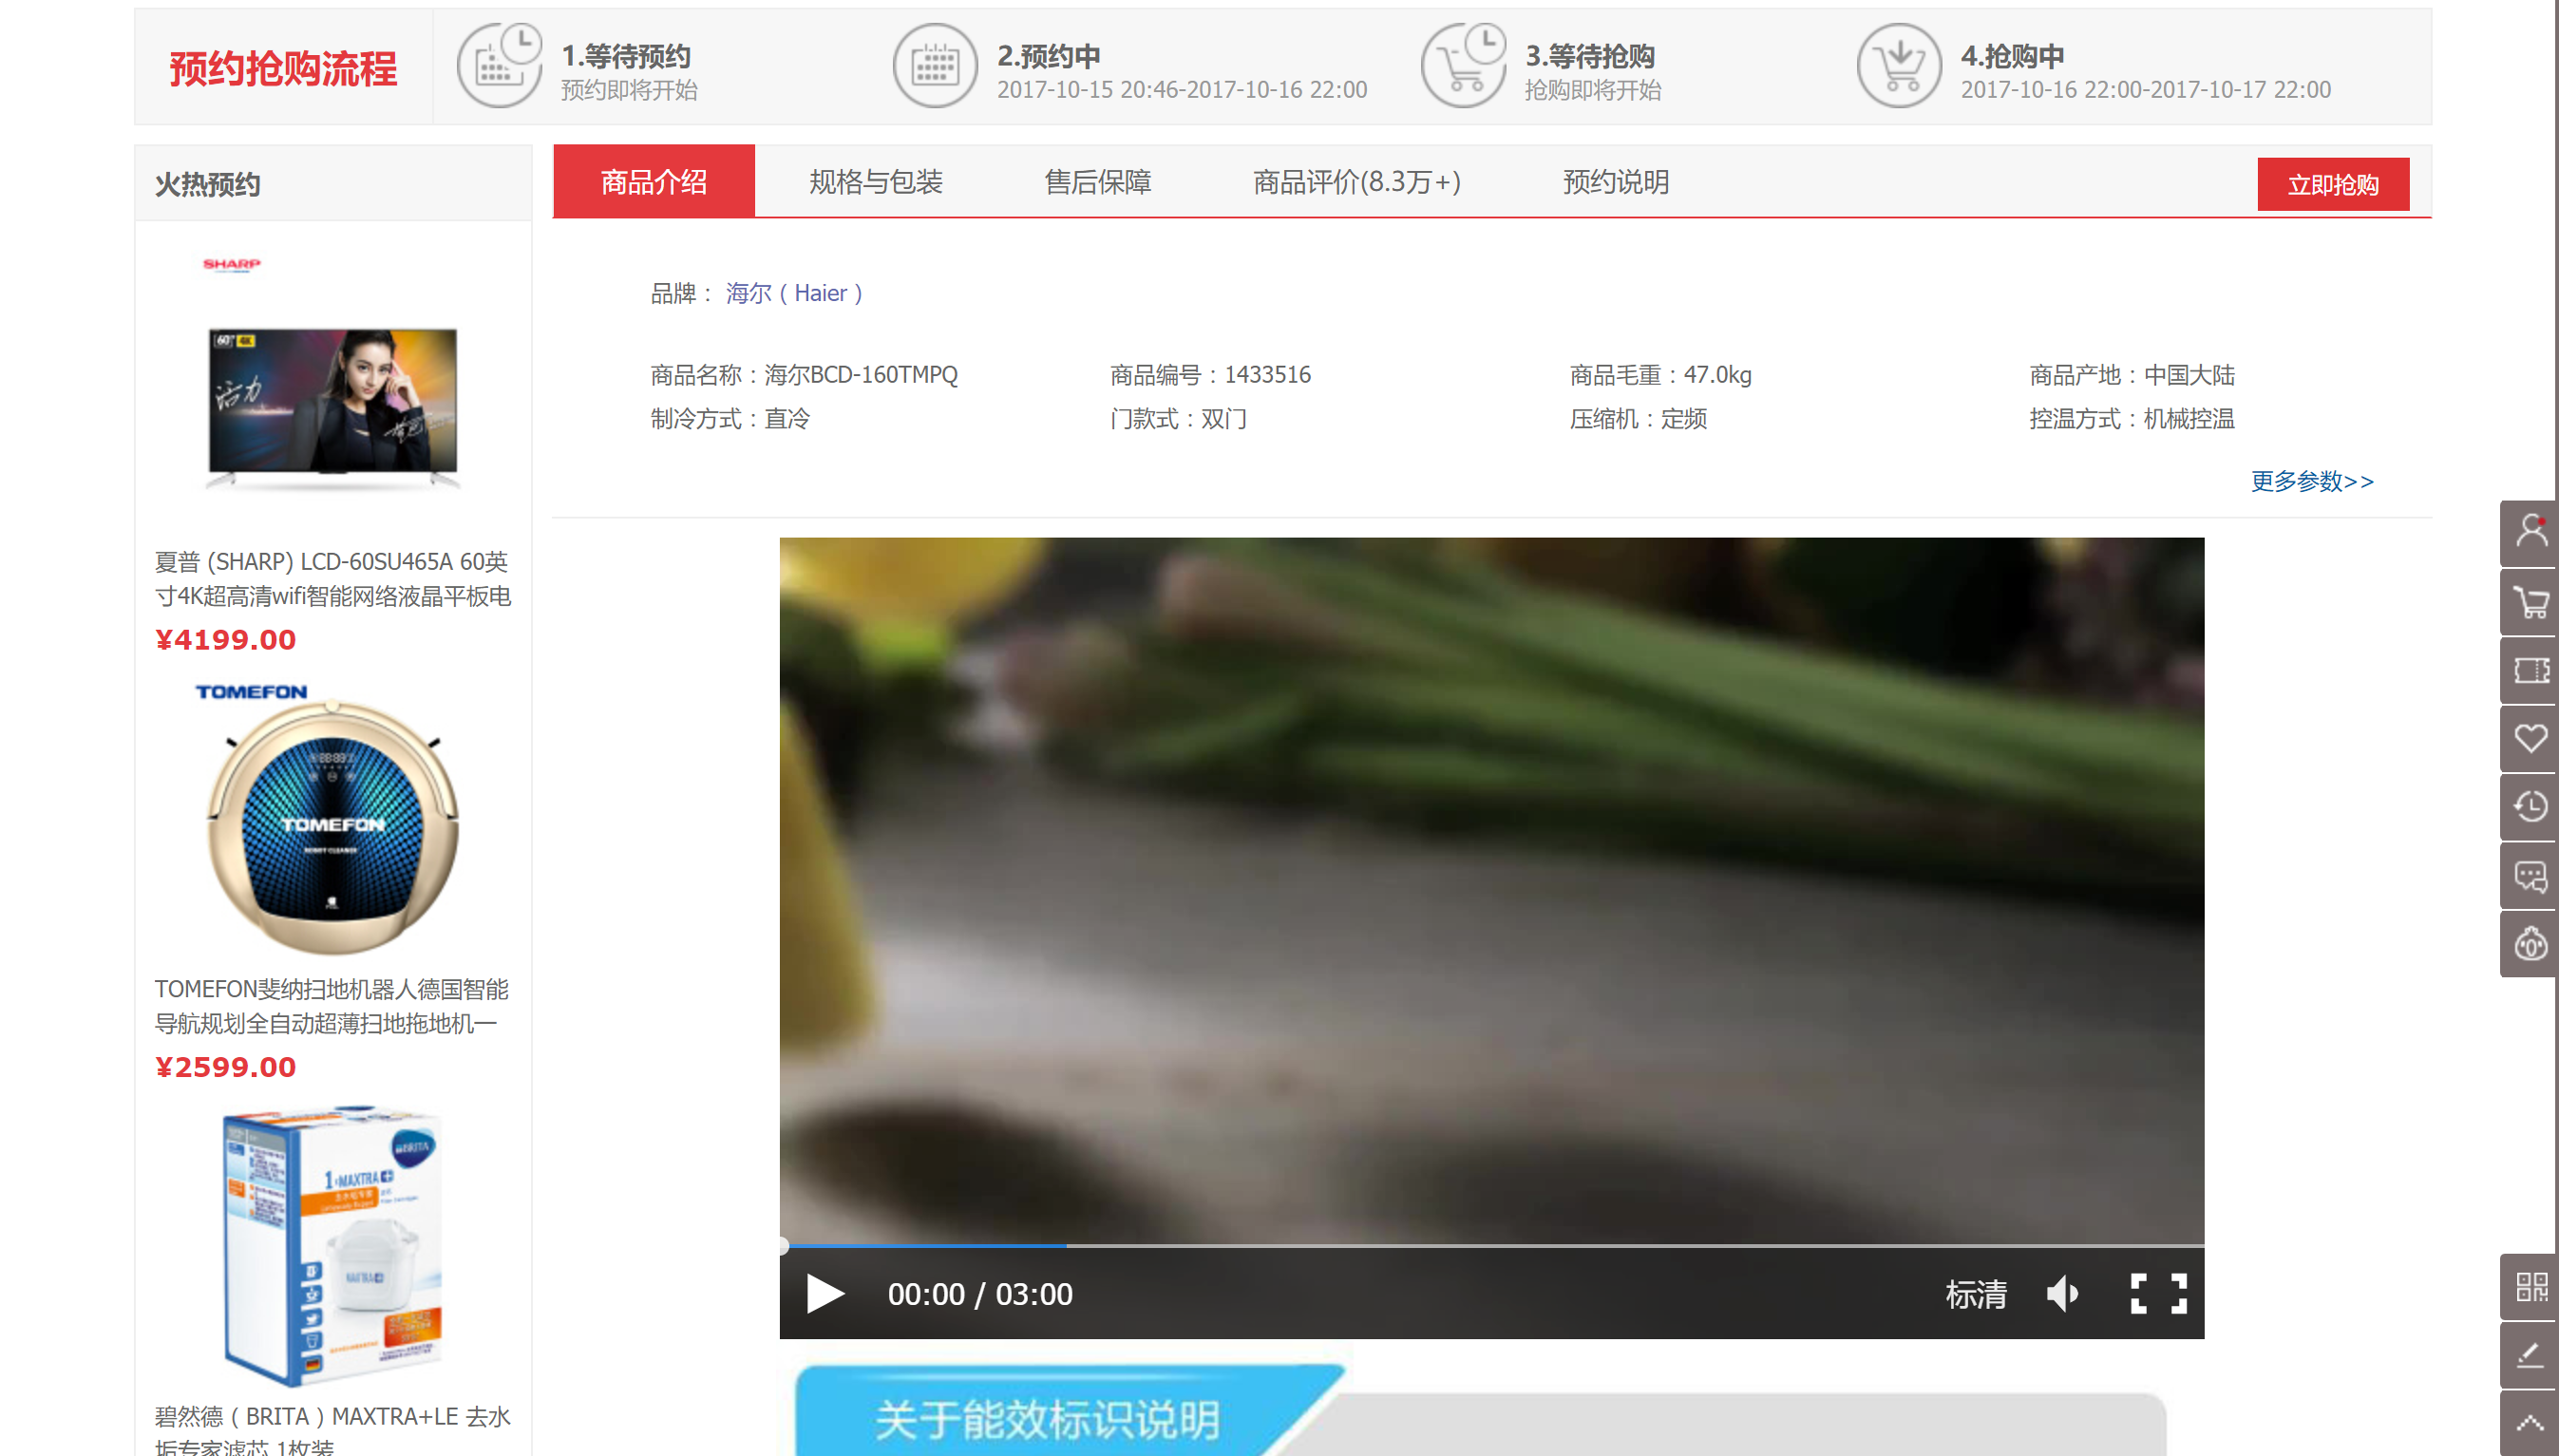 预约抢购流程
1.等待预约
预约即将开始
2.预约中
2017-10-15 20:46-2017-10-16 22:00
3.等待抢购
抢购即将开始
4.抢购中
2017-10-16 22:00-2017-10-17 22:00
火热预约
SHARP
60" 4K
活力
夏普 (SHARP) LCD-60SU465A 60英
寸4K超高清wifi智能网络液晶平板电
¥4199.00
TOMEFON
TOMEFON
ROBOT CLEANER
TOMEFON斐纳扫地机器人德国智能
导航规划全自动超薄扫地拖地机一
¥2599.00
BRITA
1×MAXTRA+
MAXTRA+
碧然德（BRITA）MAXTRA+LE 去水
垢专家滤芯 1枚装
商品介绍
规格与包装
售后保障
商品评价(8.3万+)
预约说明
立即抢购
品牌： 海尔（Haier）
商品名称：海尔BCD-160TMPQ
商品编号：1433516
商品毛重：47.0kg
商品产地：中国大陆
制冷方式：直冷
门款式：双门
压缩机：定频
控温方式：机械控温
更多参数>>
00:00 / 03:00
标清
关于能效标识说明